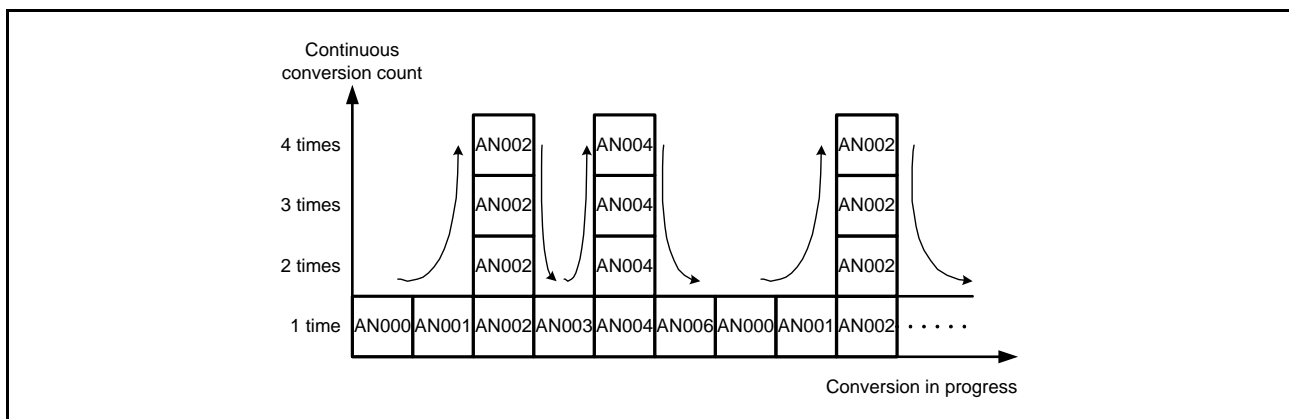 Continuous
conversion count
4 times AN002 AN004 AN002
3 times AN002 AN004 AN002
2 times AN002 AN004 AN002
1 time AN000 AN001 AN002 AN003 AN004 AN006 AN000 AN001 AN002 ······
Conversion in progress